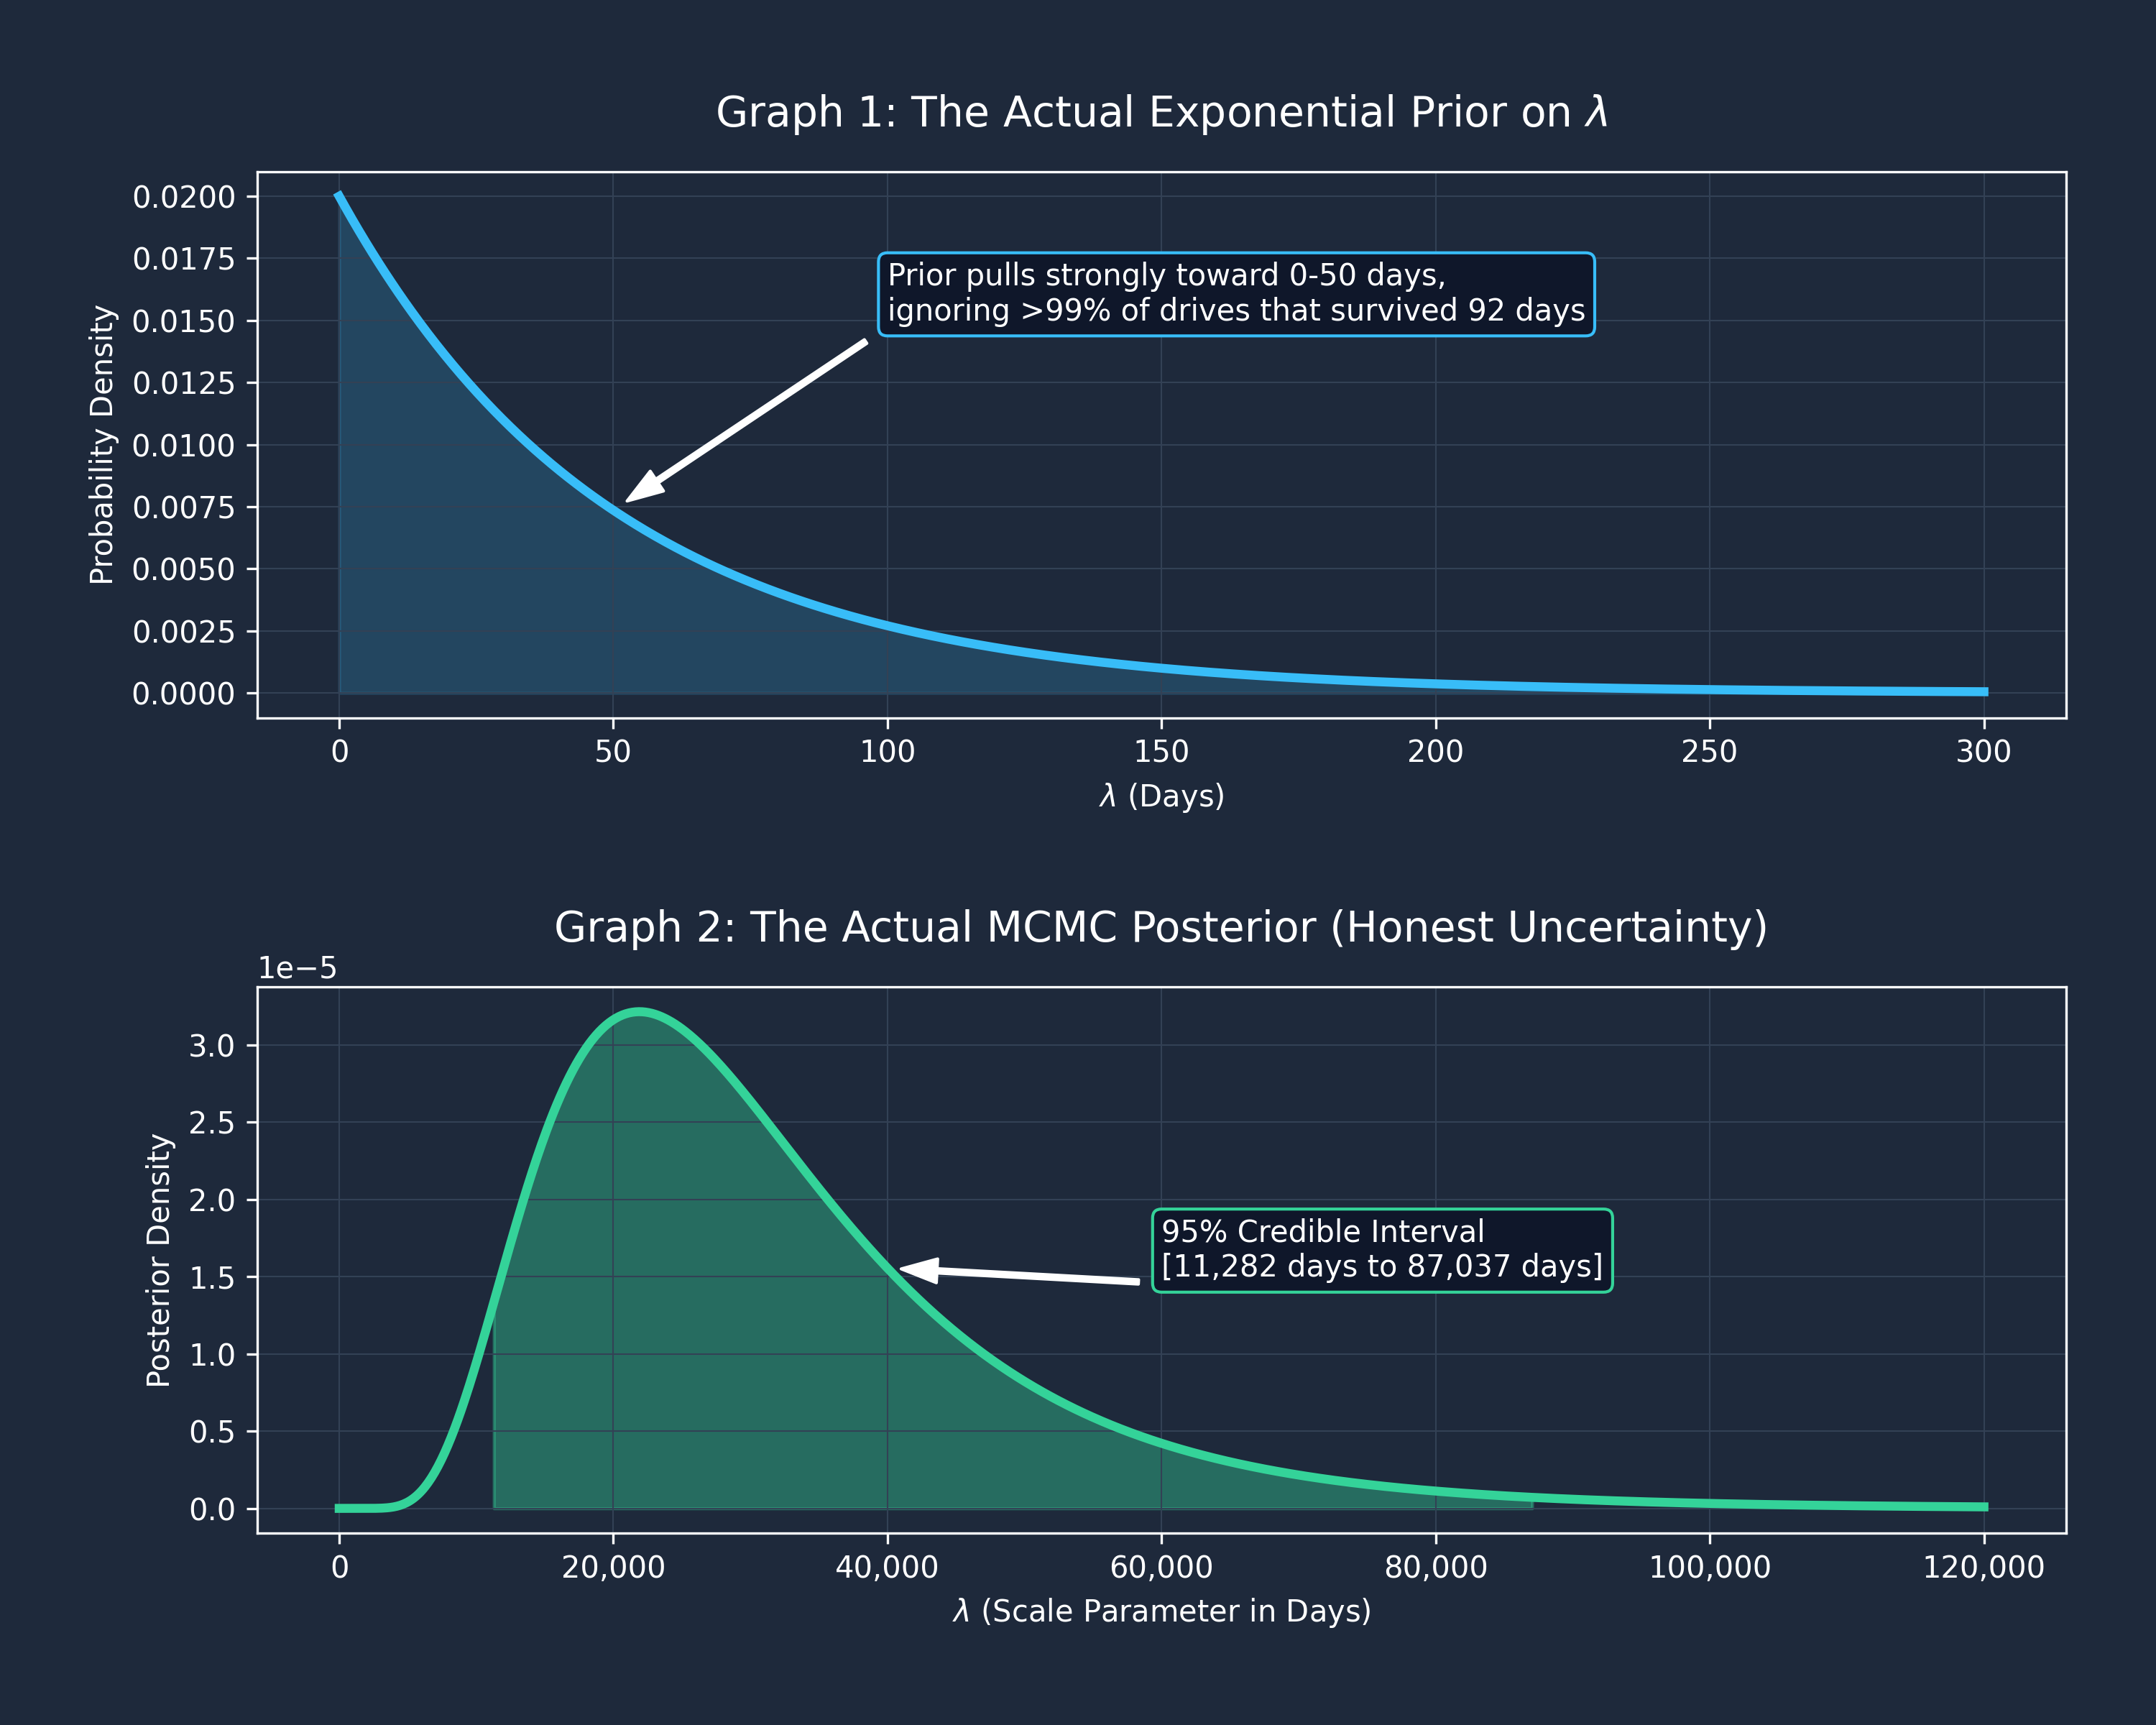 Graph 1: The Actual Exponential Prior on λ
0.0200
0.0175
0.0150
0.0125
0.0100
0.0075
0.0050
0.0025
0.0000
Probability Density
Prior pulls strongly toward 0-50 days,
ignoring >99% of drives that survived 92 days
0 50 100 150 200 250 300
λ (Days)
Graph 2: The Actual MCMC Posterior (Honest Uncertainty)
1e−5
3.0
2.5
2.0
1.5
1.0
0.5
0.0
Posterior Density
95% Credible Interval
[11,282 days to 87,037 days]
0 20,000 40,000 60,000 80,000 100,000 120,000
λ (Scale Parameter in Days)